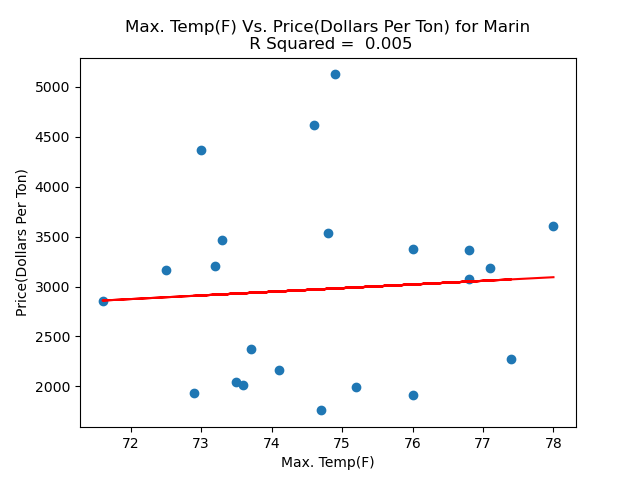 Max. Temp(F) Vs. Price(Dollars Per Ton) for Marin
R Squared =  0.005
5000
4500
4000
3500
3000
2500
2000
Price(Dollars Per Ton)
72 73 74 75 76 77 78
Max. Temp(F)